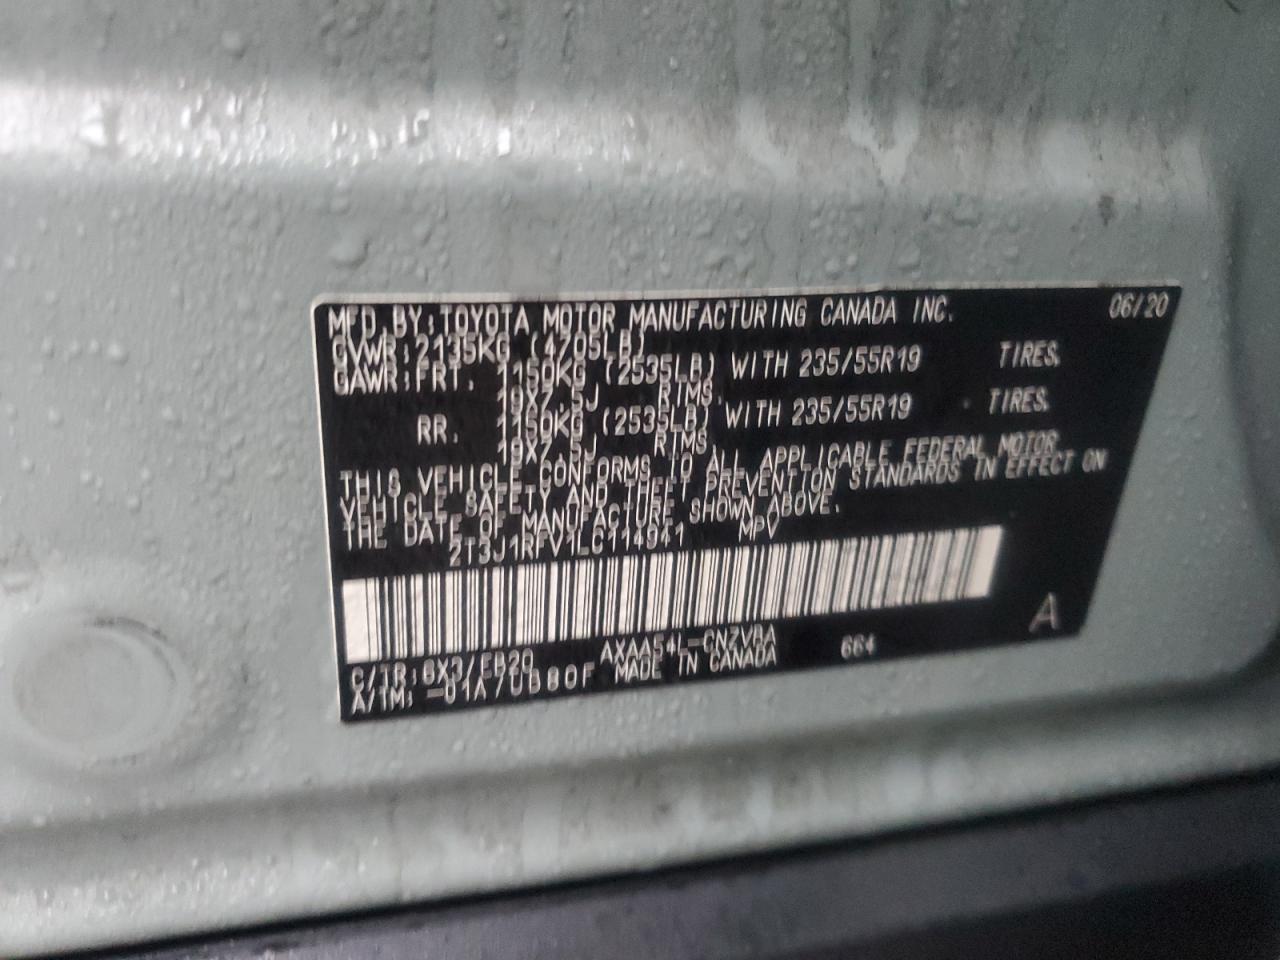 MFD. BY: TOYOTA MOTOR MANUFACTURING CANADA INC. 06/20
GVWR: 2135KG (4705LB)
GAWR: FRT. 1150KG (2535LB) WITH 235/55R19 TIRES,
19X7.5J RIMS,
RR. 1150KG (2535LB) WITH 235/55R19 TIRES,
19X7.5J RIMS
THIS VEHICLE CONFORMS TO ALL APPLICABLE FEDERAL MOTOR
VEHICLE SAFETY AND THEFT PREVENTION STANDARDS IN EFFECT ON
THE DATE OF MANUFACTURE SHOWN ABOVE.
2T3J1RFV1LC114941 MPV
A
C/TR: 6X3/EB20 AXAA54L-CNZVBA 664
A/TM: -01A/UB80F MADE IN CANADA